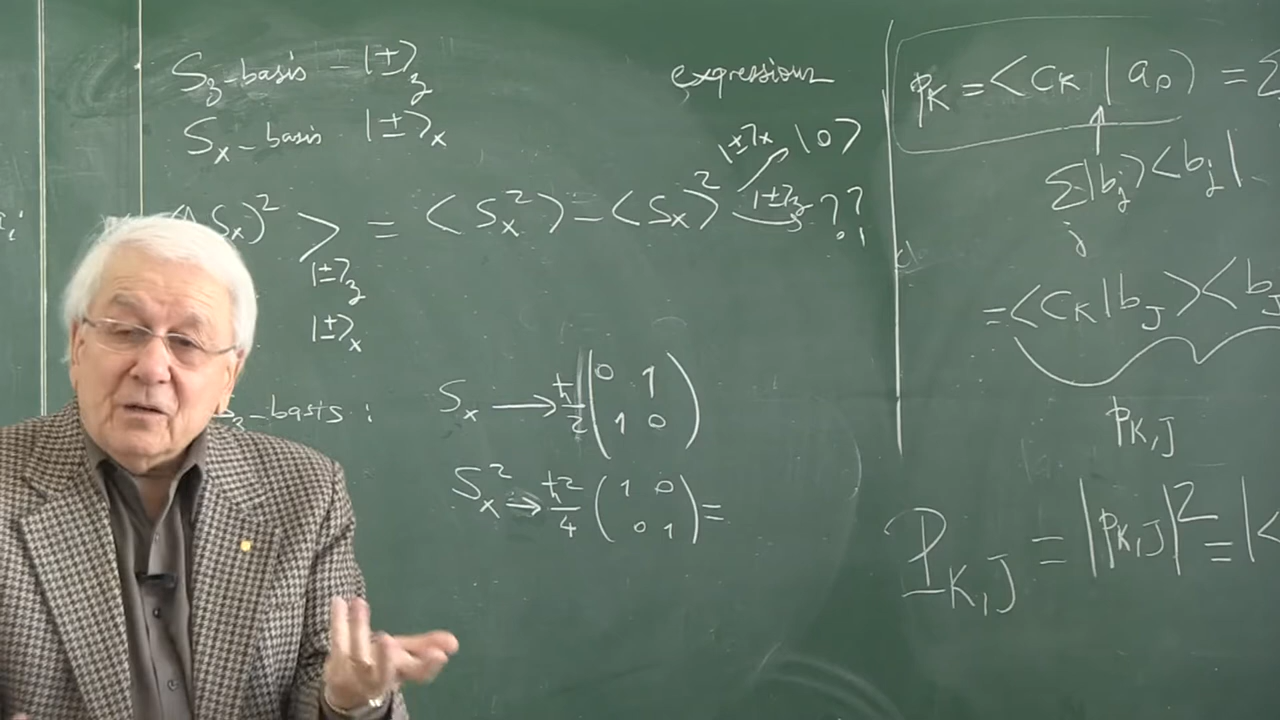 S_z-basis - |±⟩_z
S_x-basis |±⟩_x
expression
ΔS_x)² ⟩ = ⟨S_x²⟩ - ⟨S_x⟩²
|±⟩_x |0⟩
|±⟩_z ??
|±⟩_z
|±⟩_x
z-basis:
S_x → ħ/2 (0 1
1 0)
S_x² → ħ²/4 (1 0
0 1) =
p_K = <c_K|a_0) = Σ
Σ_j |b_j><b_j|
= <c_K|b_J><b_J
p_K,J
P_K,J = |p_K,J|² = |<